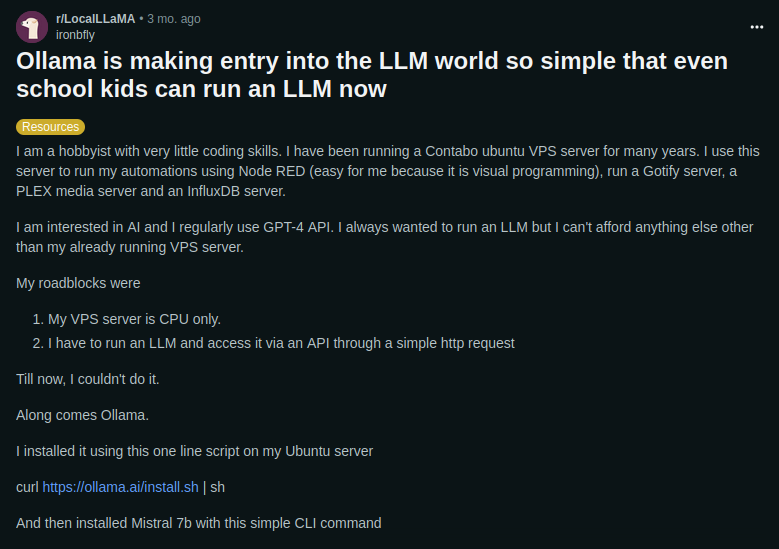 r/LocalLLaMA • 3 mo. ago
ironbfly
Ollama is making entry into the LLM world so simple that even
school kids can run an LLM now
Resources
I am a hobbyist with very little coding skills. I have been running a Contabo ubuntu VPS server for many years. I use this
server to run my automations using Node RED (easy for me because it is visual programming), run a Gotify server, a
PLEX media server and an InfluxDB server.
I am interested in AI and I regularly use GPT-4 API. I always wanted to run an LLM but I can't afford anything else other
than my already running VPS server.
My roadblocks were
1. My VPS server is CPU only.
2. I have to run an LLM and access it via an API through a simple http request
Till now, I couldn't do it.
Along comes Ollama.
I installed it using this one line script on my Ubuntu server
curl https://ollama.ai/install.sh | sh
And then installed Mistral 7b with this simple CLI command